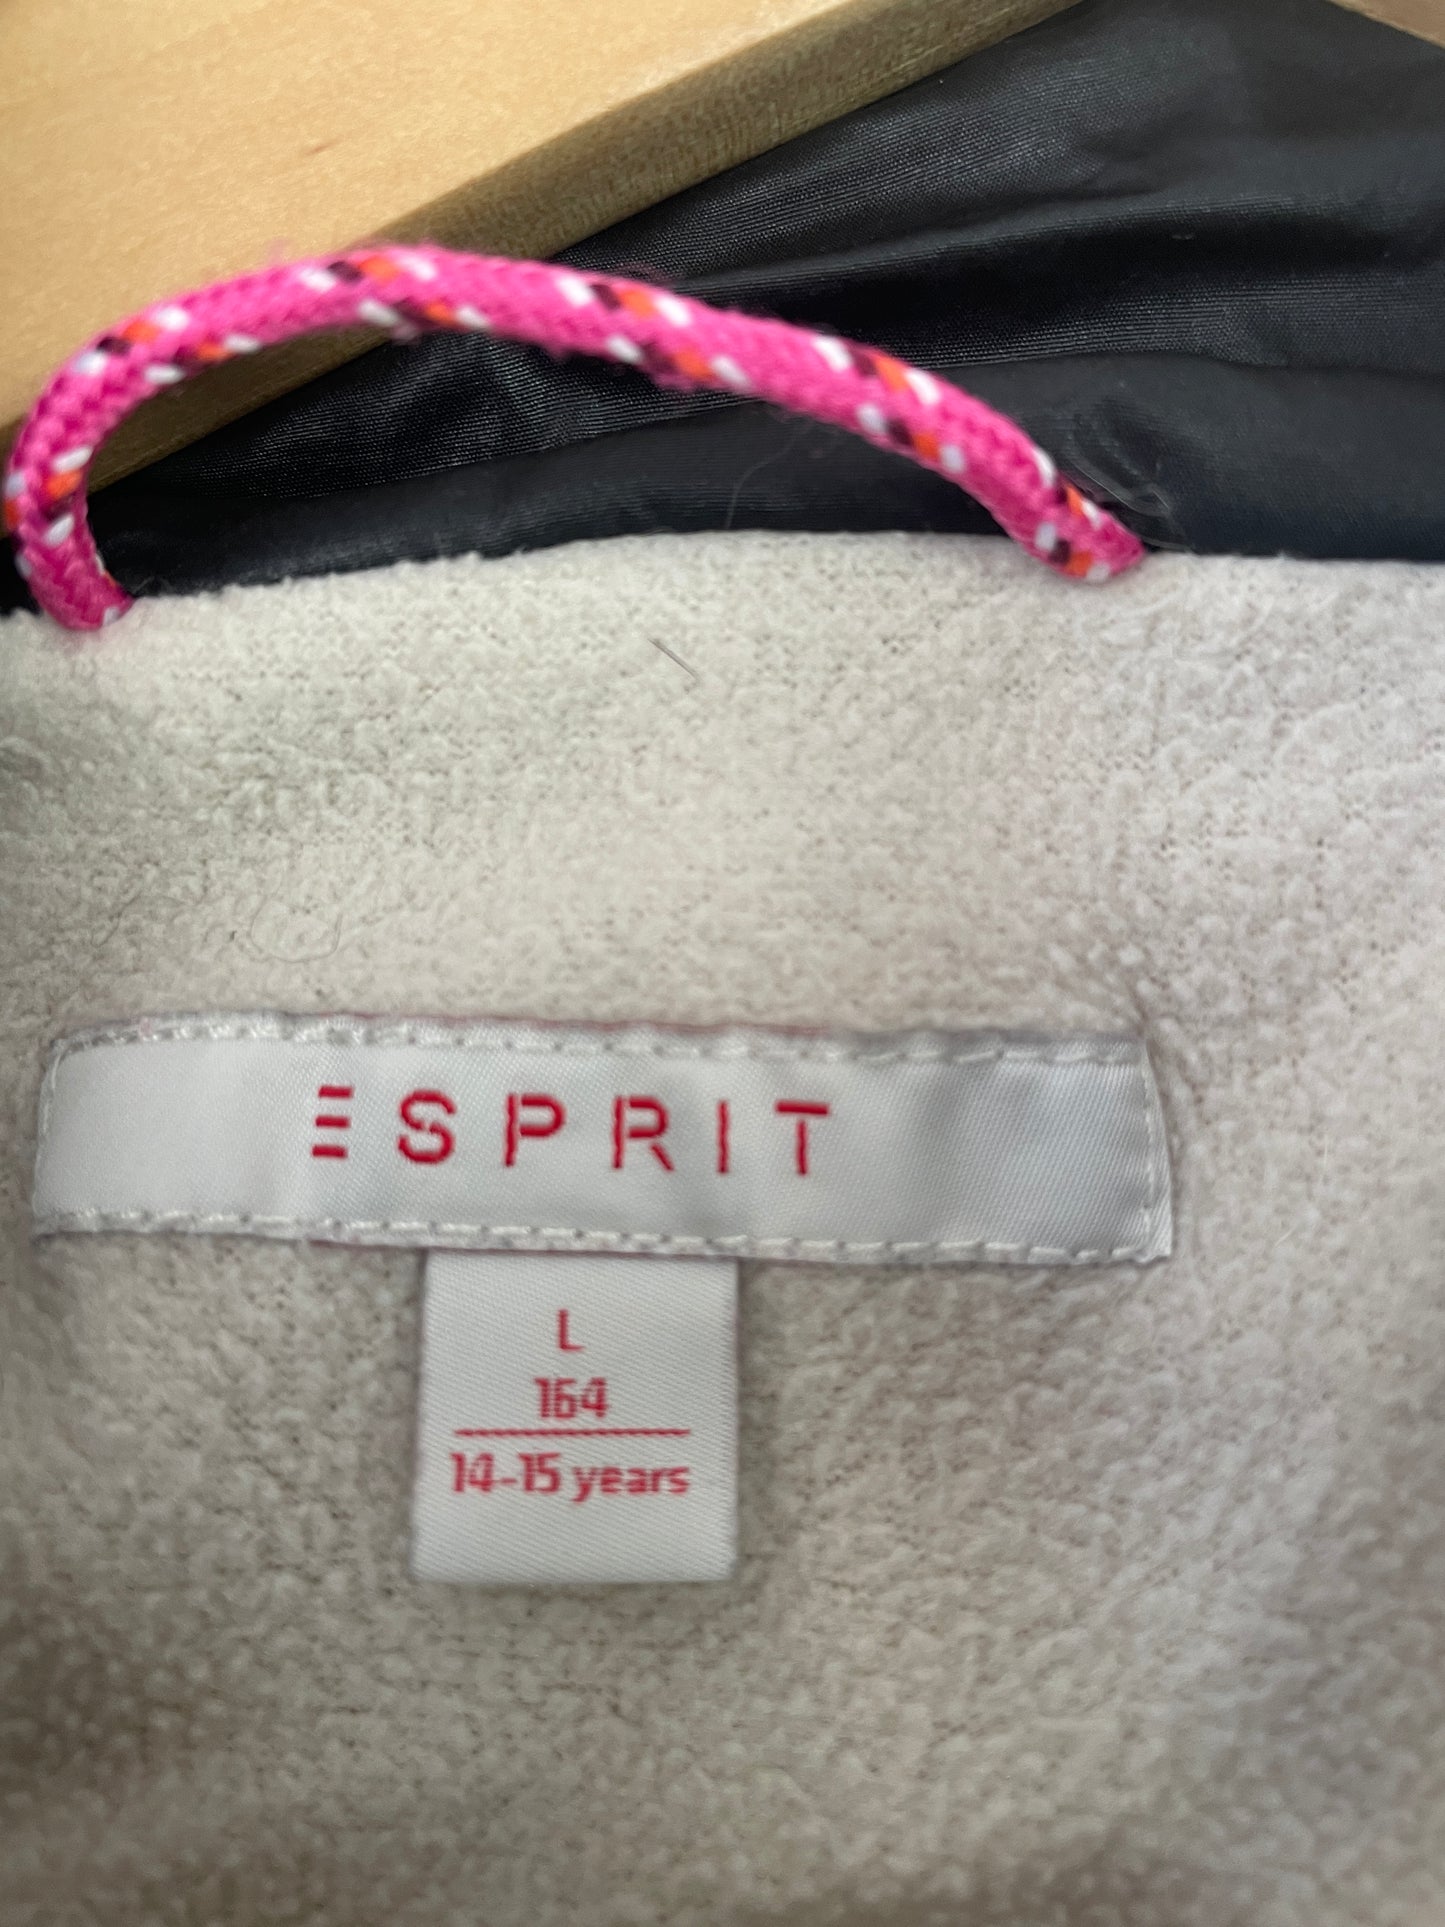 ESPRIT
L
164
14-15 years